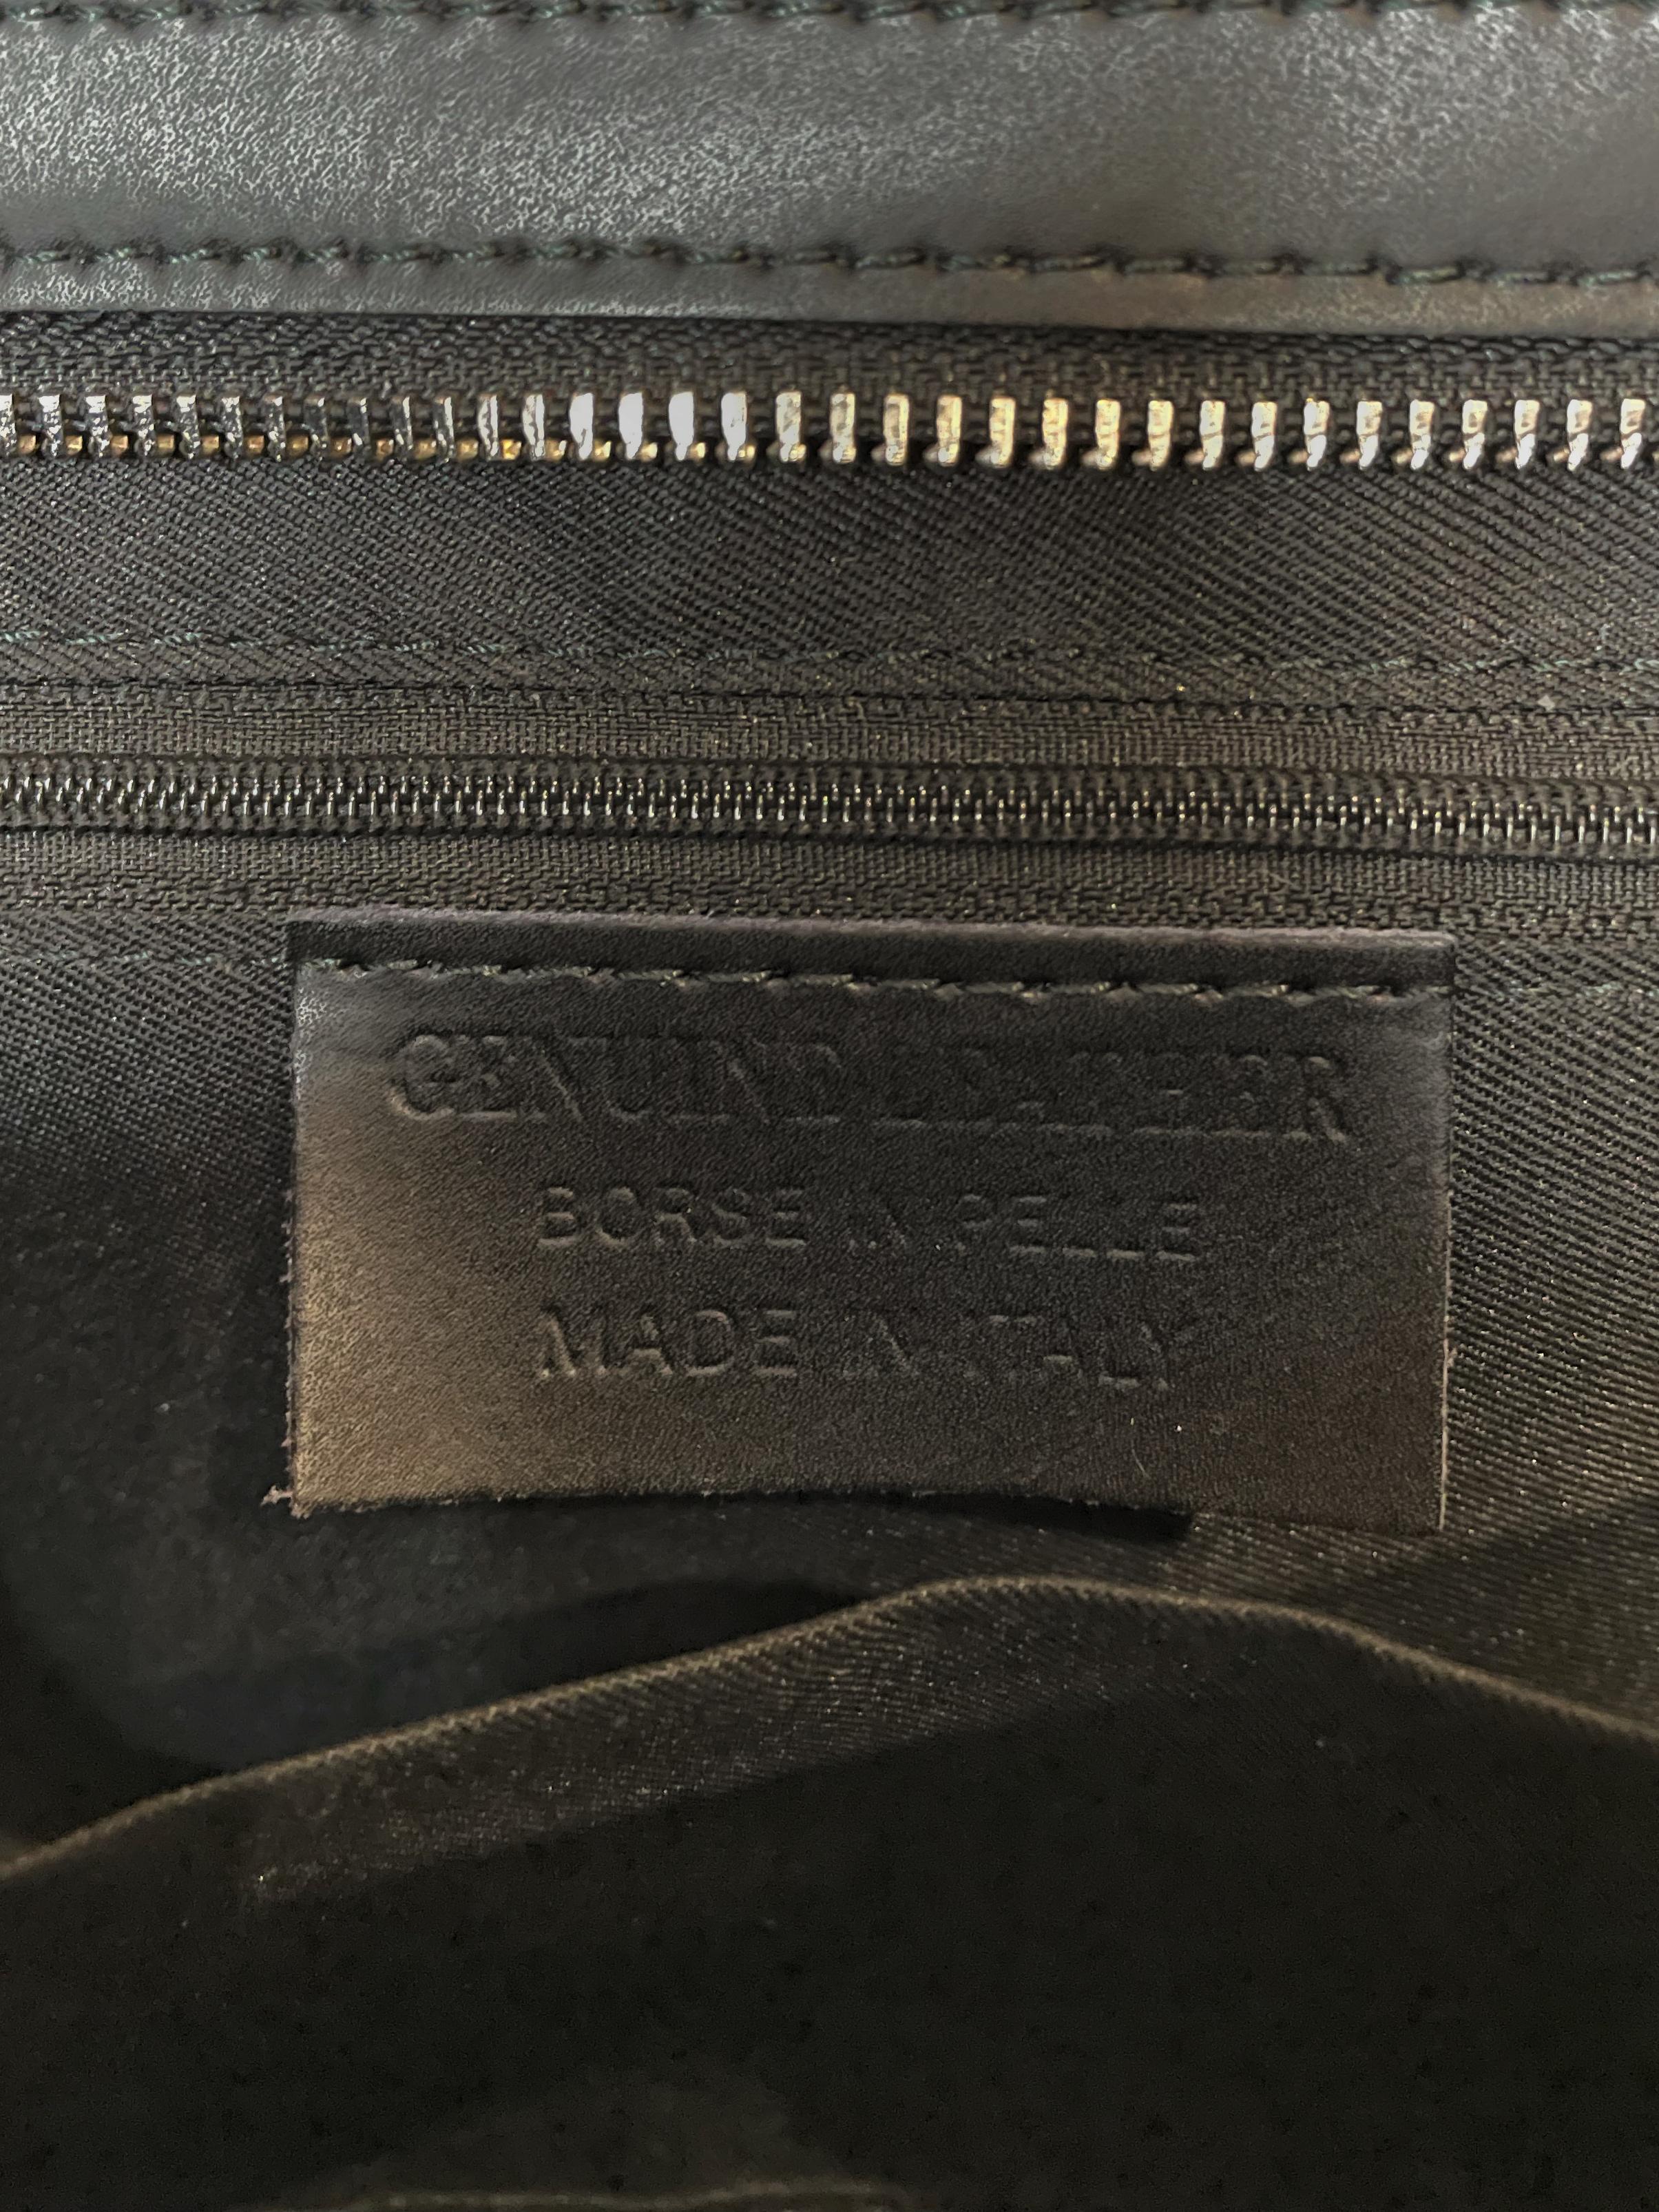 GENUINE LEATHER
BORSE IN PELLE
MADE IN ITALY